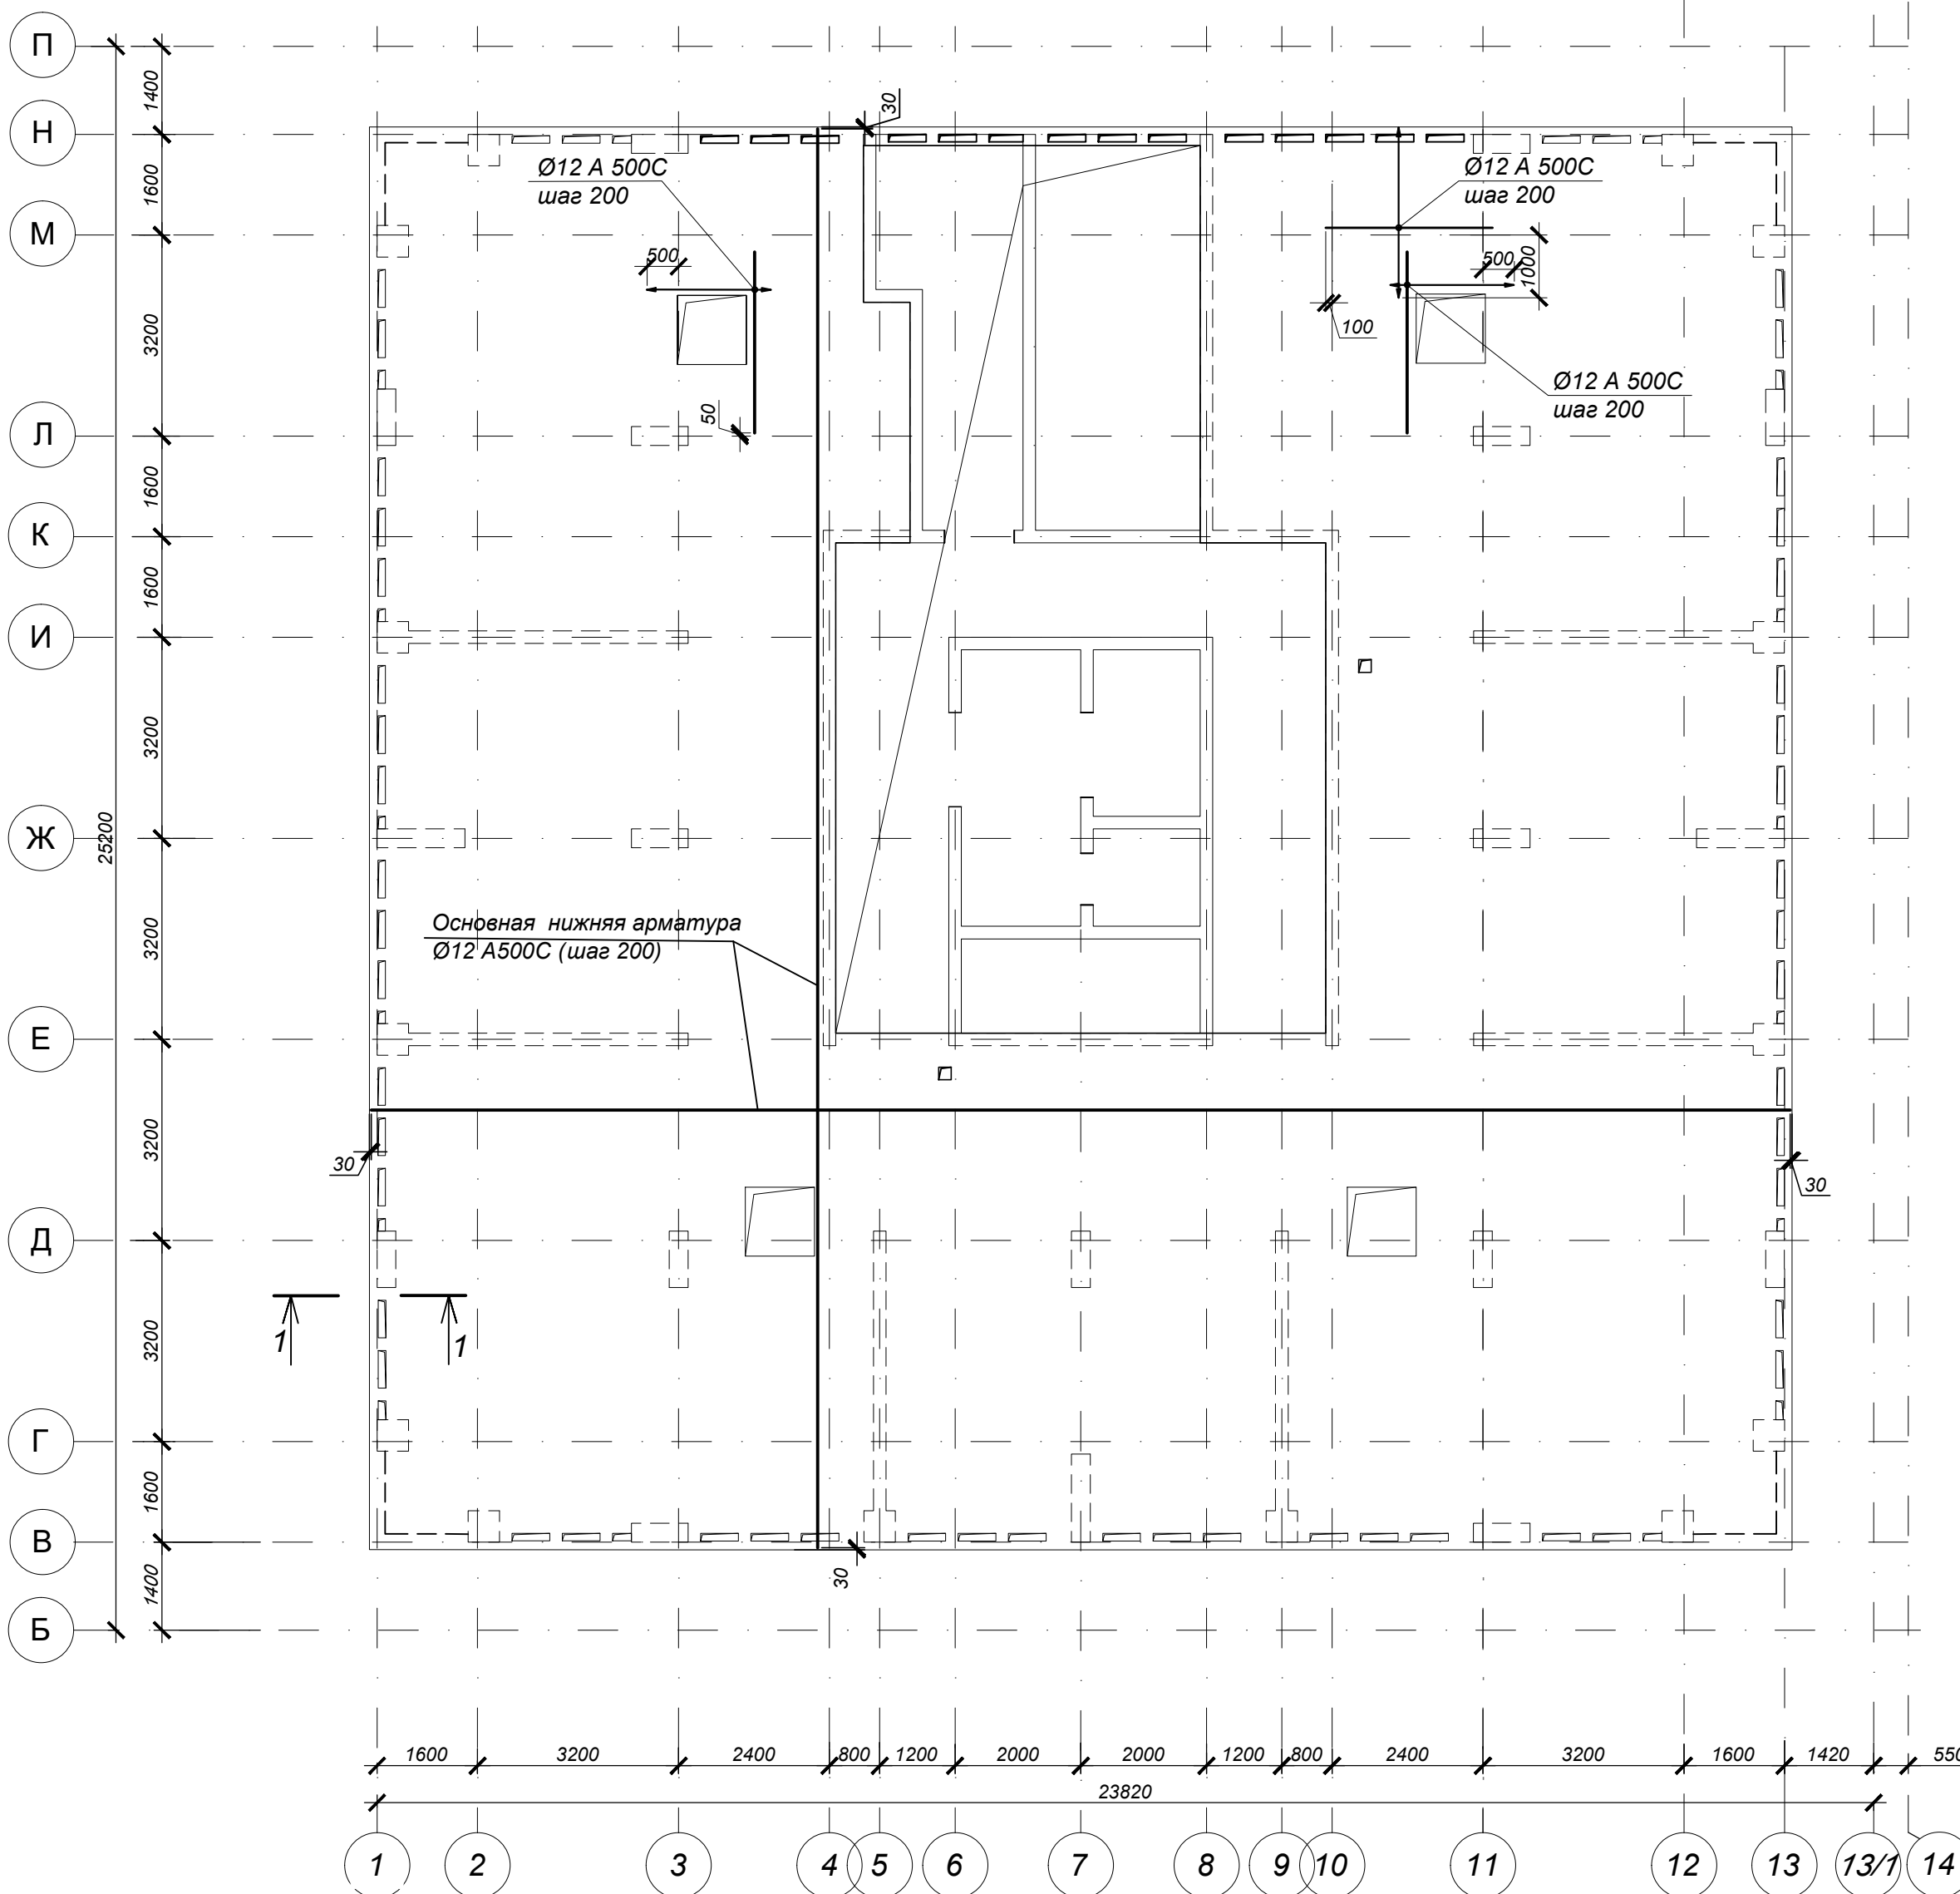 П
Н
М
Л
К
И
Ж
Е
Д
Г
В
Б
1400
1600
3200
1600
1600
3200
3200
3200
3200
1600
1400
25200
30
Ø12 А 500С
шаг 200
500
50
Ø12 А 500С
шаг 200
500
1000
100
Ø12 А 500С
шаг 200
Основная нижняя арматура
Ø12 А500С (шаг 200)
30
30
1
1
30
1600
3200
2400
800
1200
2000
2000
1200
800
2400
3200
1600
1420
550
23820
1
2
3
4
5
6
7
8
9
10
11
12
13
13/1
14